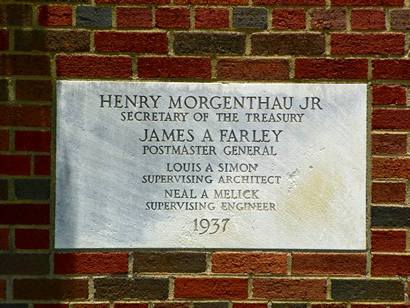 HENRY MORGENTHAU JR
SECRETARY OF THE TREASURY
JAMES A FARLEY
POSTMASTER GENERAL
LOUIS A SIMON
SUPERVISING ARCHITECT
NEAL A MELICK
SUPERVISING ENGINEER
1937